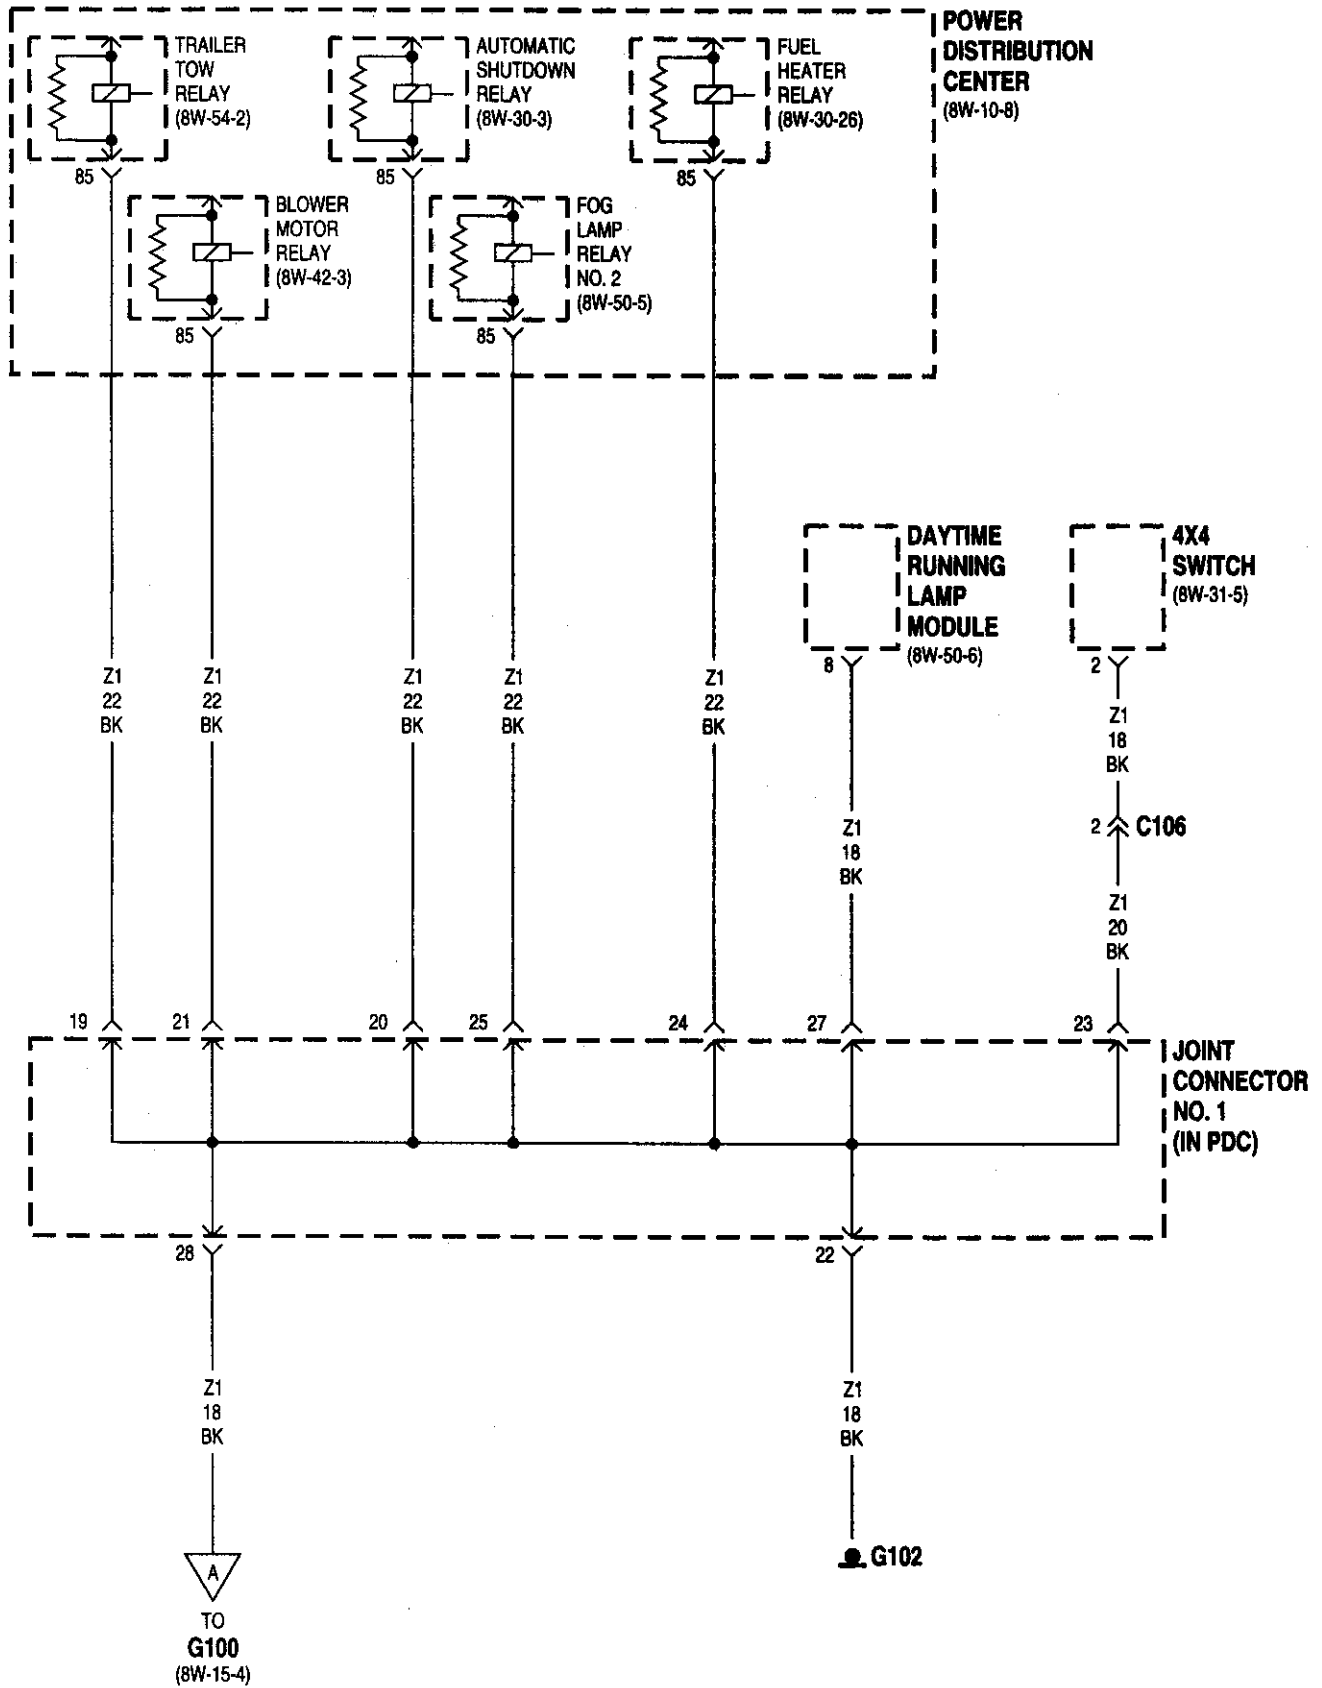 POWER
DISTRIBUTION
CENTER
(8W-10-8)
TRAILER
TOW
RELAY
(8W-54-2)
AUTOMATIC
SHUTDOWN
RELAY
(8W-30-3)
FUEL
HEATER
RELAY
(8W-30-26)
85
85
85
BLOWER
MOTOR
RELAY
(8W-42-3)
FOG
LAMP
RELAY
NO. 2
(8W-50-5)
85
85
DAYTIME
RUNNING
LAMP
MODULE
(8W-50-6)
4X4
SWITCH
(8W-31-5)
8
2
Z1
22
BK
Z1
22
BK
Z1
22
BK
Z1
22
BK
Z1
22
BK
Z1
18
BK
Z1
18
BK
2
C106
Z1
20
BK
19
21
20
25
24
27
23
JOINT
CONNECTOR
NO. 1
(IN PDC)
28
22
Z1
18
BK
Z1
18
BK
A
TO
G100
(8W-15-4)
G102